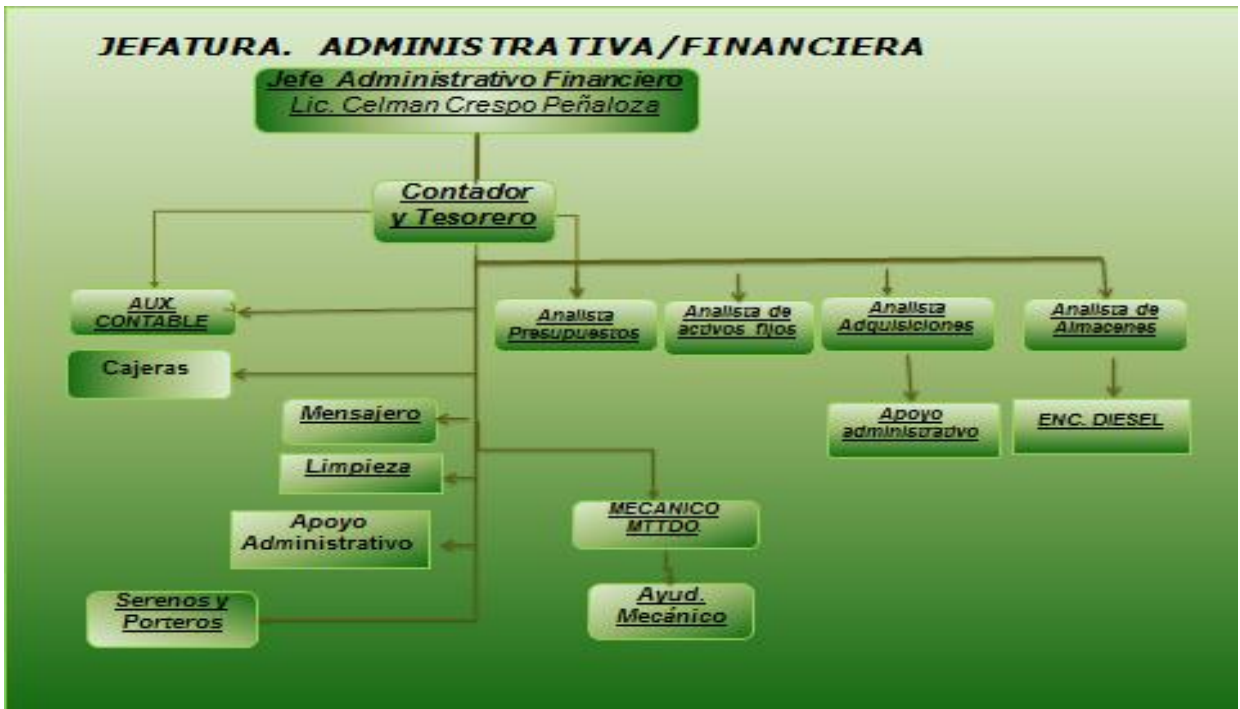 JEFATURA. ADMINISTRATIVA/FINANCIERA
Jefe Administrativo Financiero
Lic. Celman Crespo Peñaloza
Contador
y Tesorero
AUX.
CONTABLE
Analista
Presupuestos
Analista de
activos fijos
Analista
Adquisiciones
Analista de
Almacenes
Cajeras
Mensajero
Apoyo
administrativo
ENC. DIESEL
Limpieza
Apoyo
Administrativo
MECANICO
MTTDO.
Serenos y
Porteros
Ayud.
Mecánico